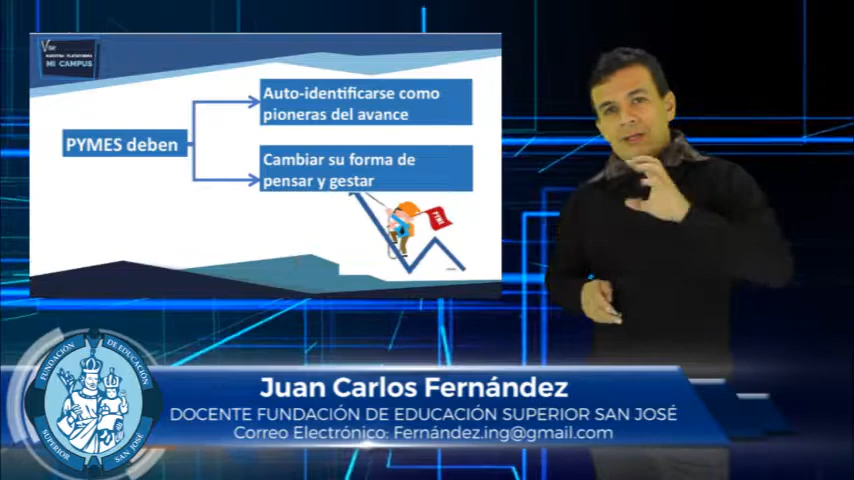 MI CAMPUS
Auto-identificarse como
pioneras del avance
PYMES deben
Cambiar su forma de
pensar y gestar
PYME
FUNDACIÓN DE EDUCACIÓN
SUPERIOR SAN JOSÉ
Juan Carlos Fernández
DOCENTE FUNDACIÓN DE EDUCACIÓN SUPERIOR SAN JOSÉ
Correo Electrónico: Fernández.ing@gmail.com